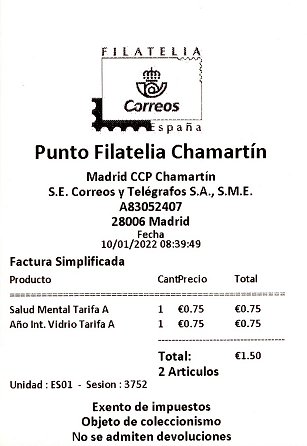 FILATELIA
Correos
España
Punto Filatelia Chamartín
Madrid CCP Chamartín
S.E. Correos y Telégrafos S.A., S.M.E.
A83052407
28006 Madrid
Fecha
10/01/2022 08:39:49
Factura Simplificada
Producto CantPrecio Total
Salud Mental Tarifa A 1 €0.75 €0.75
Año Int. Vidrio Tarifa A 1 €0.75 €0.75
Total: €1.50
2 Articulos
Unidad : ES01 - Sesion : 3752
Exento de impuestos
Objeto de coleccionismo
No se admiten devoluciones